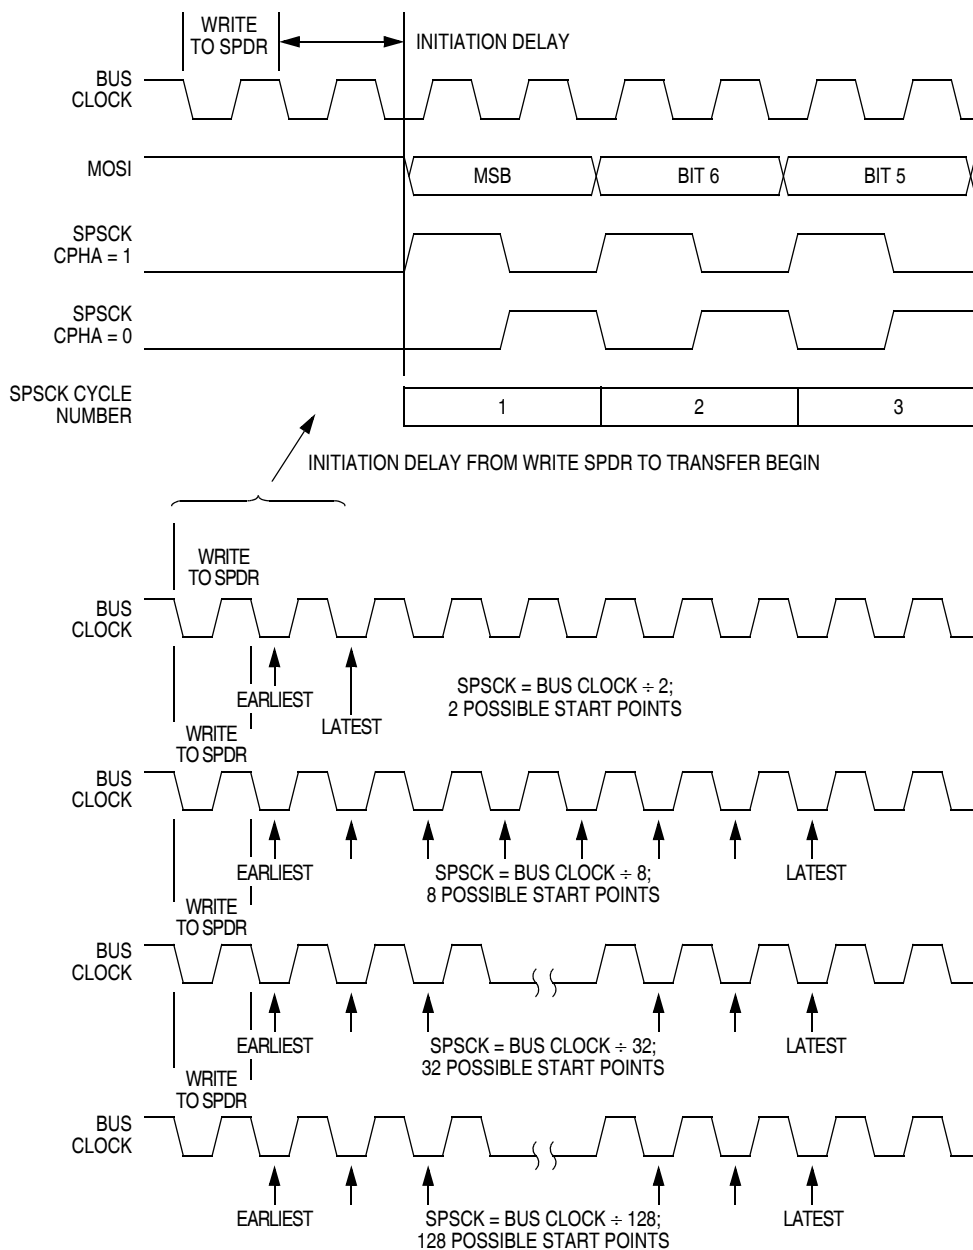 WRITE
TO SPDR
INITIATION DELAY
BUS
CLOCK
MOSI
MSB
BIT 6
BIT 5
SPSCK
CPHA = 1
SPSCK
CPHA = 0
SPSCK CYCLE
NUMBER
1
2
3
INITIATION DELAY FROM WRITE SPDR TO TRANSFER BEGIN
WRITE
TO SPDR
BUS
CLOCK
EARLIEST
LATEST
SPSCK = BUS CLOCK ÷ 2;
2 POSSIBLE START POINTS
WRITE
TO SPDR
BUS
CLOCK
EARLIEST
SPSCK = BUS CLOCK ÷ 8;
8 POSSIBLE START POINTS
LATEST
WRITE
TO SPDR
BUS
CLOCK
EARLIEST
SPSCK = BUS CLOCK ÷ 32;
32 POSSIBLE START POINTS
LATEST
WRITE
TO SPDR
BUS
CLOCK
EARLIEST
SPSCK = BUS CLOCK ÷ 128;
128 POSSIBLE START POINTS
LATEST